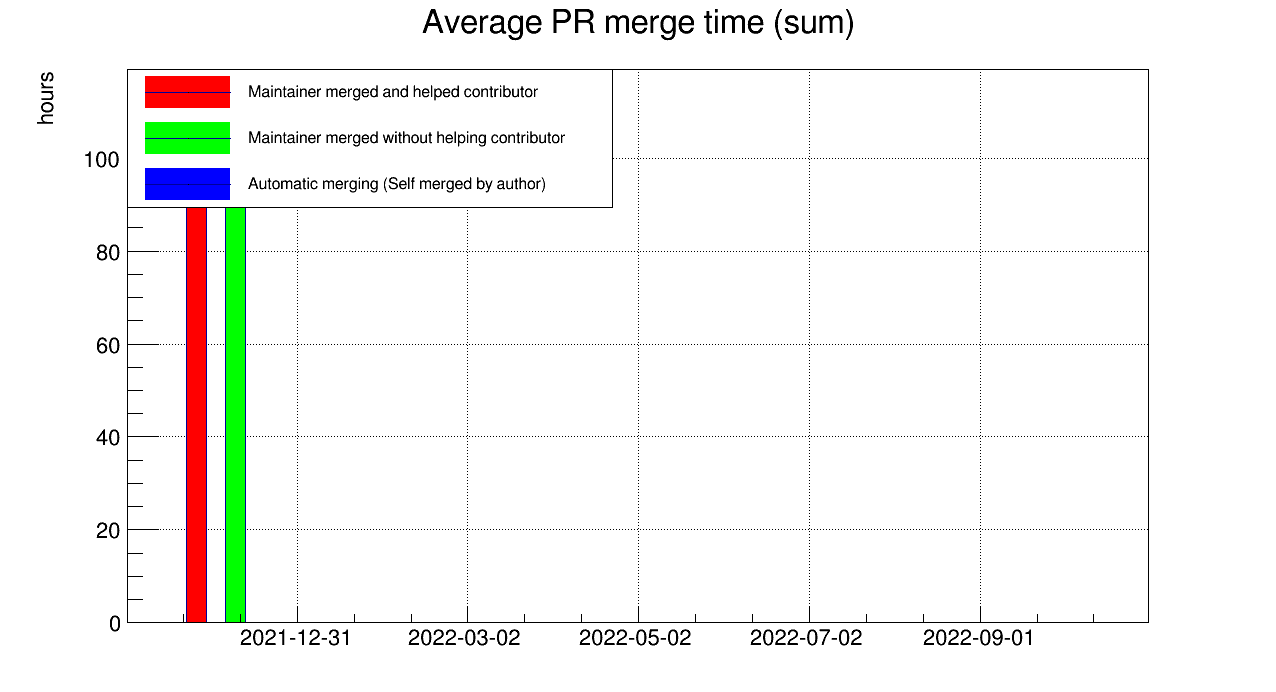 Average PR merge time (sum)
hours
Maintainer merged and helped contributor
Maintainer merged without helping contributor
Automatic merging (Self merged by author)
100
80
60
40
20
0
2021-12-31 2022-03-02 2022-05-02 2022-07-02 2022-09-01